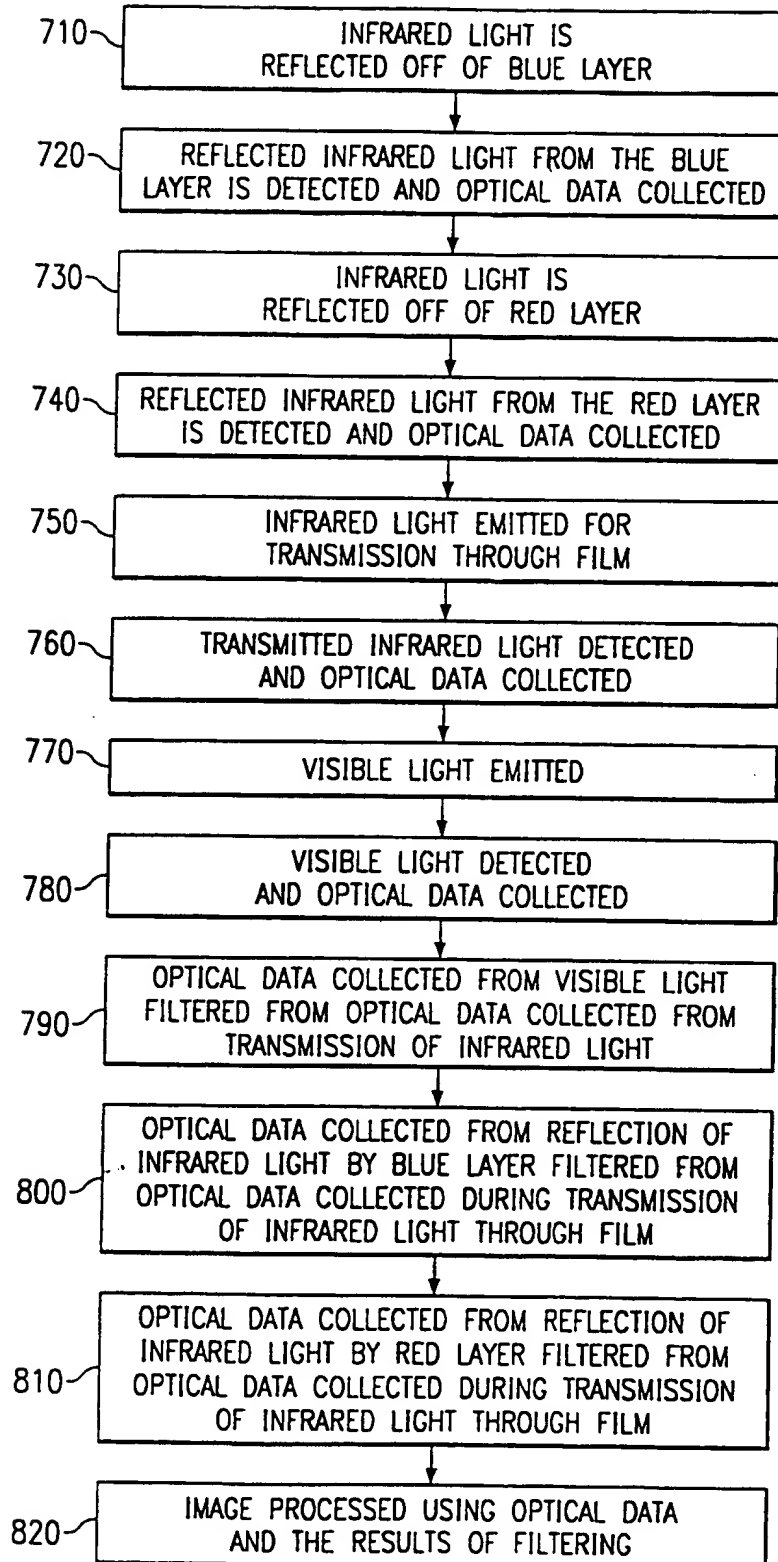 710
INFRARED LIGHT IS
REFLECTED OFF OF BLUE LAYER
720
REFLECTED INFRARED LIGHT FROM THE BLUE
LAYER IS DETECTED AND OPTICAL DATA COLLECTED
730
INFRARED LIGHT IS
REFLECTED OFF OF RED LAYER
740
REFLECTED INFRARED LIGHT FROM THE RED LAYER
IS DETECTED AND OPTICAL DATA COLLECTED
750
INFRARED LIGHT EMITTED FOR
TRANSMISSION THROUGH FILM
760
TRANSMITTED INFRARED LIGHT DETECTED
AND OPTICAL DATA COLLECTED
770
VISIBLE LIGHT EMITTED
780
VISIBLE LIGHT DETECTED
AND OPTICAL DATA COLLECTED
790
OPTICAL DATA COLLECTED FROM VISIBLE LIGHT
FILTERED FROM OPTICAL DATA COLLECTED FROM
TRANSMISSION OF INFRARED LIGHT
800
OPTICAL DATA COLLECTED FROM REFLECTION OF
INFRARED LIGHT BY BLUE LAYER FILTERED FROM
OPTICAL DATA COLLECTED DURING TRANSMISSION
OF INFRARED LIGHT THROUGH FILM
810
OPTICAL DATA COLLECTED FROM REFLECTION OF
INFRARED LIGHT BY RED LAYER FILTERED FROM
OPTICAL DATA COLLECTED DURING TRANSMISSION
OF INFRARED LIGHT THROUGH FILM
820
IMAGE PROCESSED USING OPTICAL DATA
AND THE RESULTS OF FILTERING